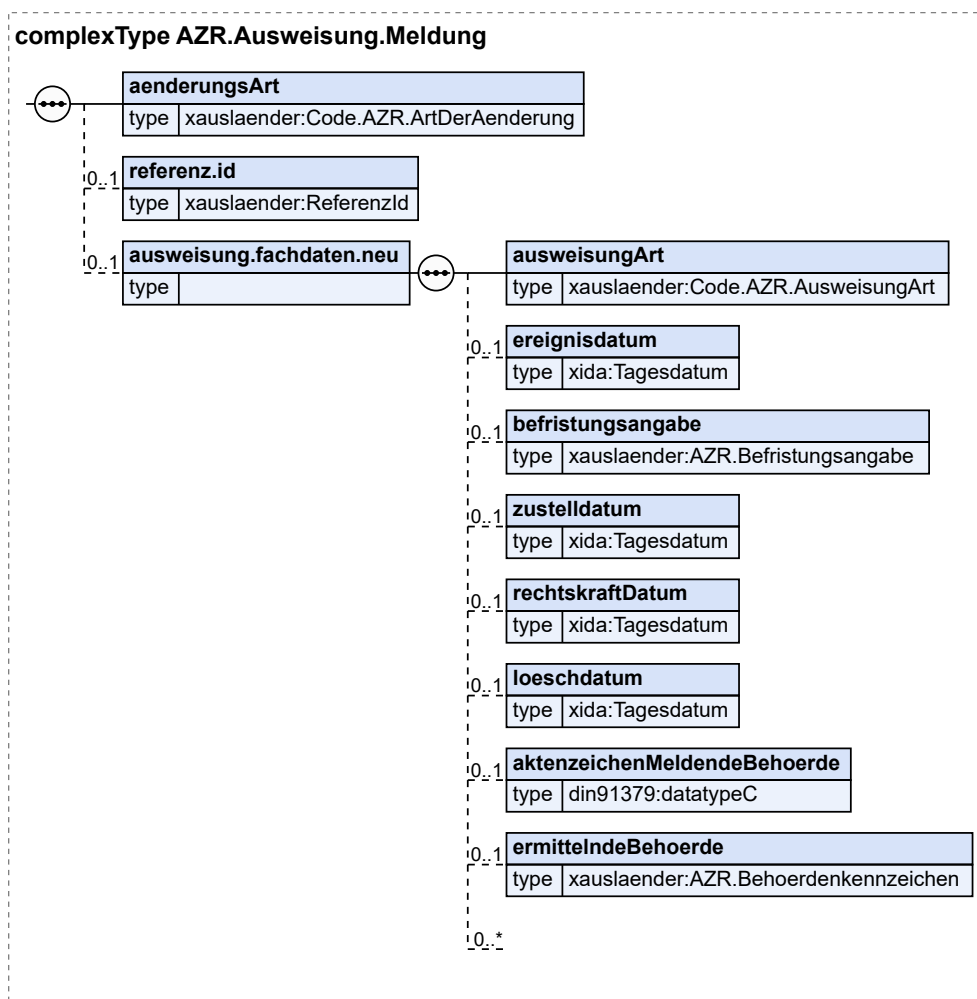 complexType AZR.Ausweisung.Meldung
aenderungsArt
type xauslaender:Code.AZR.ArtDerAenderung
0..1 referenz.id
type xauslaender:ReferenzId
0..1 ausweisung.fachdaten.neu
type
ausweisungArt
type xauslaender:Code.AZR.AusweisungArt
0..1 ereignisdatum
type xida:Tagesdatum
0..1 befristungsangabe
type xauslaender:AZR.Befristungsangabe
0..1 zustelldatum
type xida:Tagesdatum
0..1 rechtskraftDatum
type xida:Tagesdatum
0..1 loeschdatum
type xida:Tagesdatum
0..1 aktenzeichenMeldendeBehoerde
type din91379:datatypeC
0..1 ermittelndeBehoerde
type xauslaender:AZR.Behoerdenkennzeichen
0..*